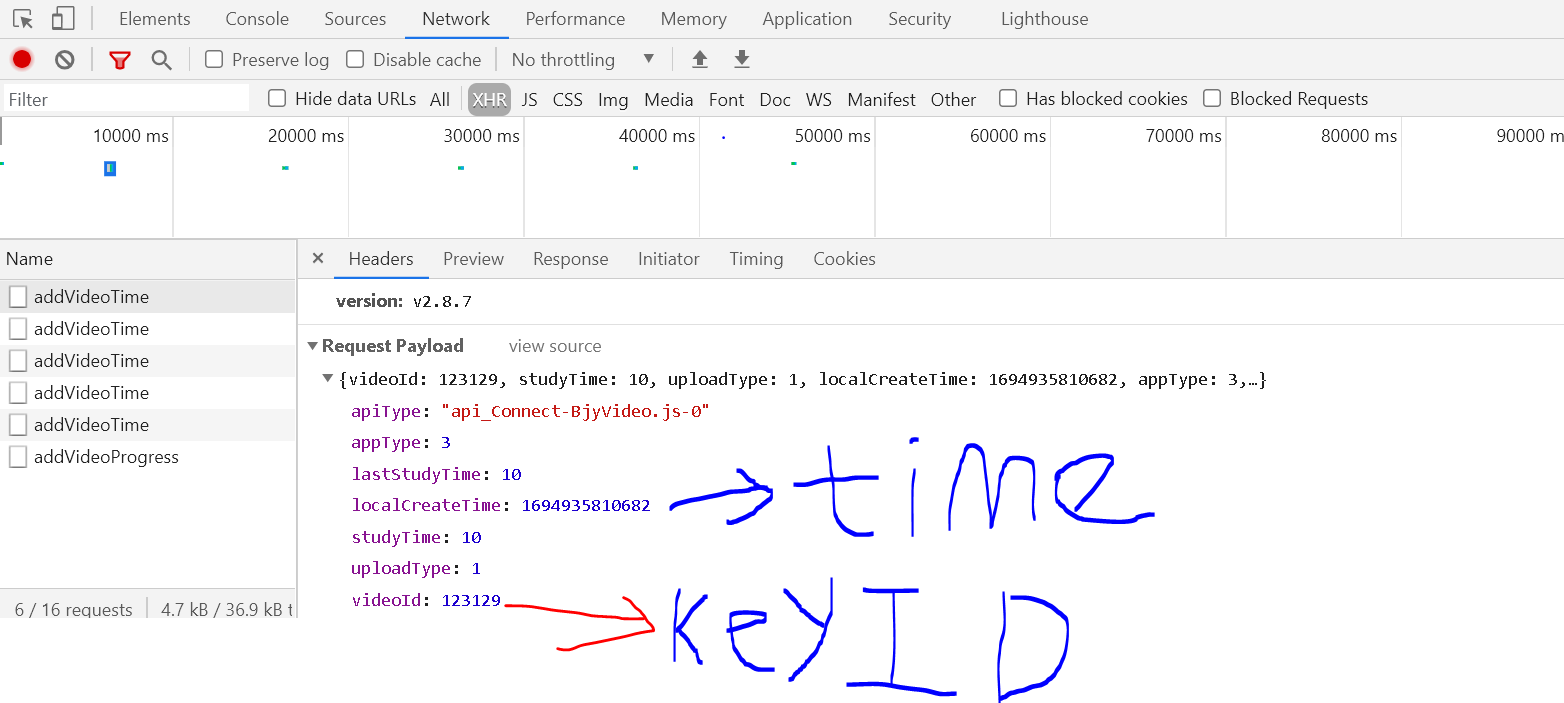 Elements Console Sources Network Performance Memory Application Security Lighthouse
Preserve log Disable cache No throttling
Filter Hide data URLs All XHR JS CSS Img Media Font Doc WS Manifest Other Has blocked cookies Blocked Requests
10000 ms 20000 ms 30000 ms 40000 ms 50000 ms 60000 ms 70000 ms 80000 ms 90000 m
Name
addVideoTime
addVideoTime
addVideoTime
addVideoTime
addVideoTime
addVideoProgress
6 / 16 requests 4.7 kB / 36.9 kB t
× Headers Preview Response Initiator Timing Cookies
version: v2.8.7
Request Payload view source
{videoId: 123129, studyTime: 10, uploadType: 1, localCreateTime: 1694935810682, appType: 3,…}
apiType: "api_Connect-BjyVideo.js-0"
appType: 3
lastStudyTime: 10
localCreateTime: 1694935810682
time
studyTime: 10
uploadType: 1
videoId: 123129
KeyID